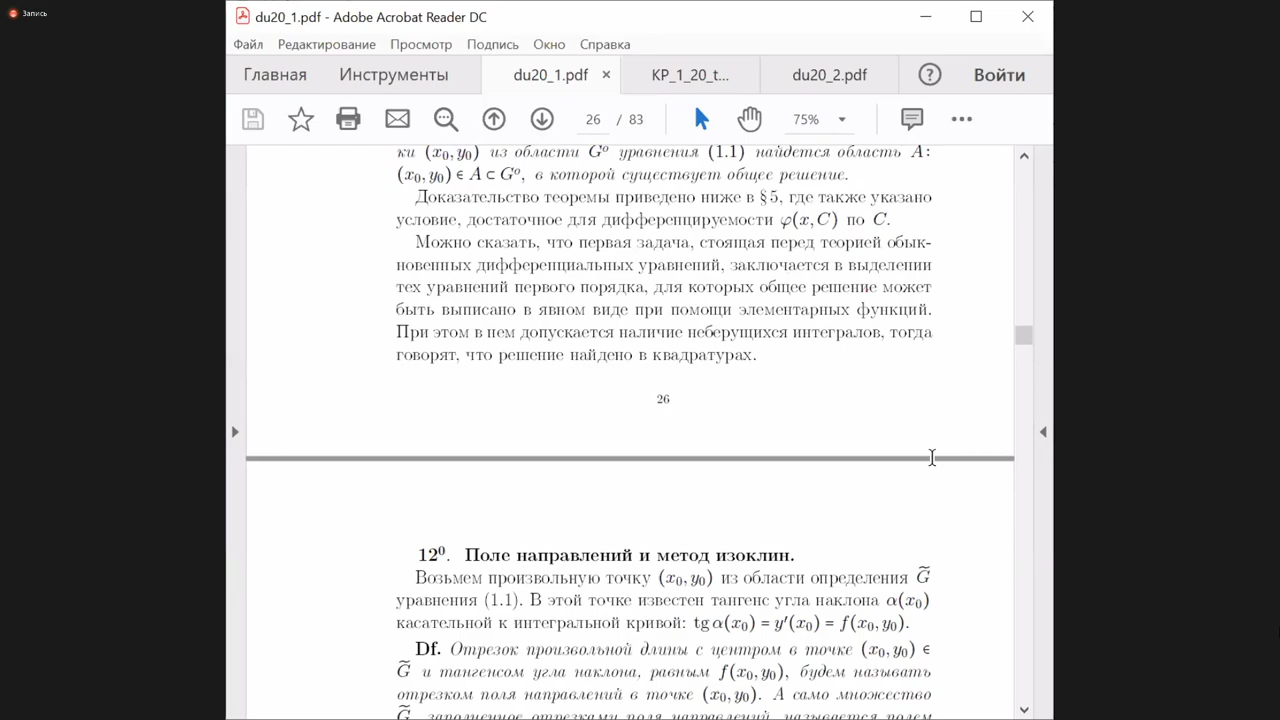 Запись
du20_1.pdf - Adobe Acrobat Reader DC
Файл Редактирование Просмотр Подпись Окно Справка
Главная Инструменты du20_1.pdf × KP_1_20_t... du20_2.pdf ? Войти
26 / 83 75%
ки (x₀, y₀) из области G° уравнения (1.1) найдется область A:
(x₀, y₀) ∈ A ⊂ G°, в которой существует общее решение.
Доказательство теоремы приведено ниже в § 5, где также указано
условие, достаточное для дифференцируемости φ(x, C) по C.
Можно сказать, что первая задача, стоящая перед теорией обык-
новенных дифференциальных уравнений, заключается в выделении
тех уравнений первого порядка, для которых общее решение может
быть выписано в явном виде при помощи элементарных функций.
При этом в нем допускается наличие неберущихся интегралов, тогда
говорят, что решение найдено в квадратурах.
26
12⁰. Поле направлений и метод изоклин.
Возьмем произвольную точку (x₀, y₀) из области определения G̃
уравнения (1.1). В этой точке известен тангенс угла наклона α(x₀)
касательной к интегральной кривой: tg α(x₀) = y′(x₀) = f(x₀, y₀).
Df. Отрезок произвольной длины с центром в точке (x₀, y₀) ∈
G̃ и тангенсом угла наклона, равным f(x₀, y₀), будем называть
отрезком поля направлений в точке (x₀, y₀). А само множество
G̃, заполненное отрезками поля направлений, называется полем